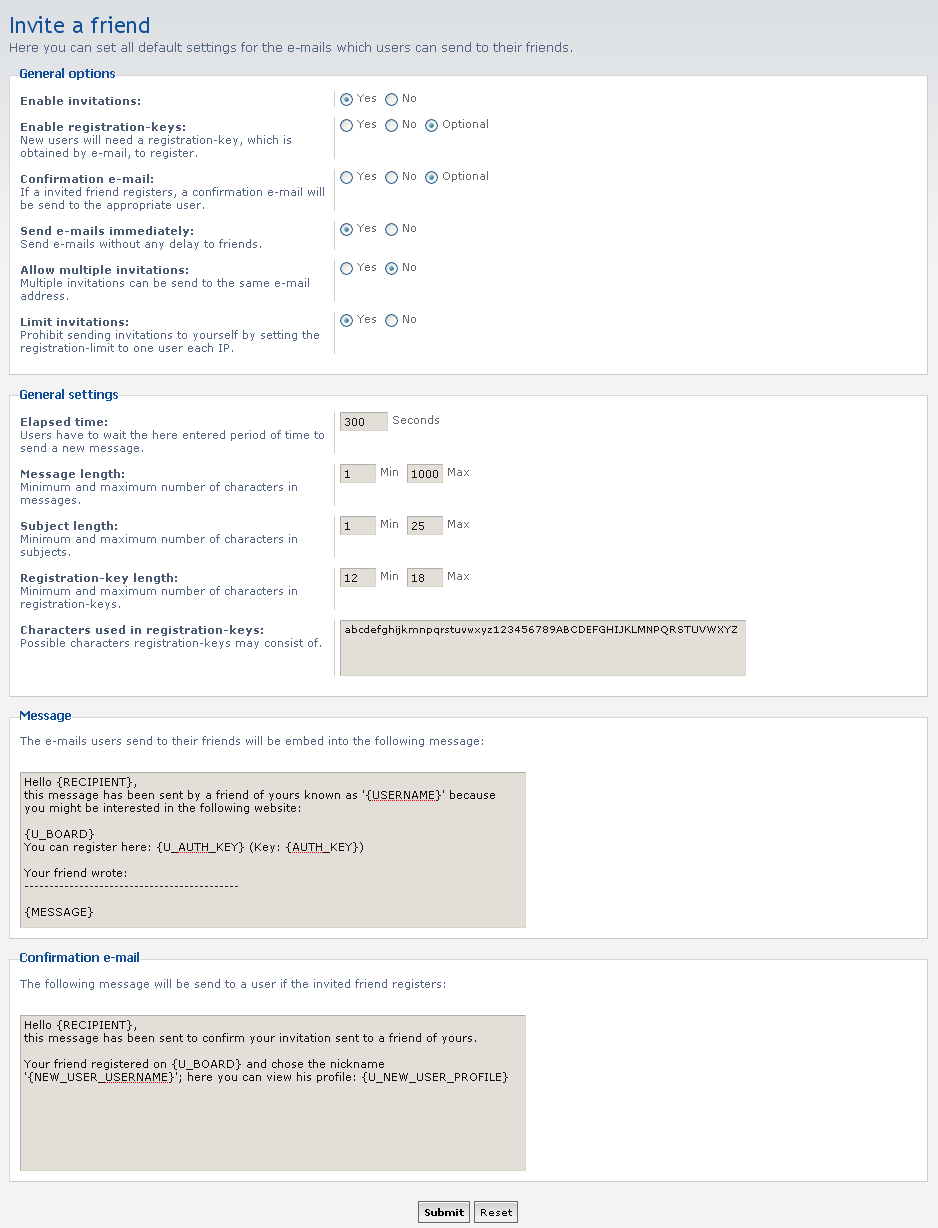 Invite a friend
Here you can set all default settings for the e-mails which users can send to their friends.
General options
Enable invitations:
Yes No
Enable registration-keys:
Yes No Optional
New users will need a registration-key, which is
obtained by e-mail, to register.
Confirmation e-mail:
Yes No Optional
If a invited friend registers, a confirmation e-mail will
be send to the appropriate user.
Send e-mails immediately:
Yes No
Send e-mails without any delay to friends.
Allow multiple invitations:
Yes No
Multiple invitations can be send to the same e-mail
address.
Limit invitations:
Yes No
Prohibit sending invitations to yourself by setting the
registration-limit to one user each IP.
General settings
Elapsed time:
300 Seconds
Users have to wait the here entered period of time to
send a new message.
Message length:
1 Min 1000 Max
Minimum and maximum number of characters in
messages.
Subject length:
1 Min 25 Max
Minimum and maximum number of characters in
subjects.
Registration-key length:
12 Min 18 Max
Minimum and maximum number of characters in
registration-keys.
Characters used in registration-keys:
abcdefghijkmnpqrstuvwxyz123456789ABCDEFGHIJKLMNPQRSTUVWXYZ
Possible characters registration-keys may consist of.
Message
The e-mails users send to their friends will be embed into the following message:
Hello {RECIPIENT},
this message has been sent by a friend of yours known as '{USERNAME}' because
you might be interested in the following website:
{U_BOARD}
You can register here: {U_AUTH_KEY} (Key: {AUTH_KEY})
Your friend wrote:
-----------------------------------------
{MESSAGE}
Confirmation e-mail
The following message will be send to a user if the invited friend registers:
Hello {RECIPIENT},
this message has been sent to confirm your invitation sent to a friend of yours.
Your friend registered on {U_BOARD} and chose the nickname
'{NEW_USER_USERNAME}'; here you can view his profile: {U_NEW_USER_PROFILE}
Submit Reset